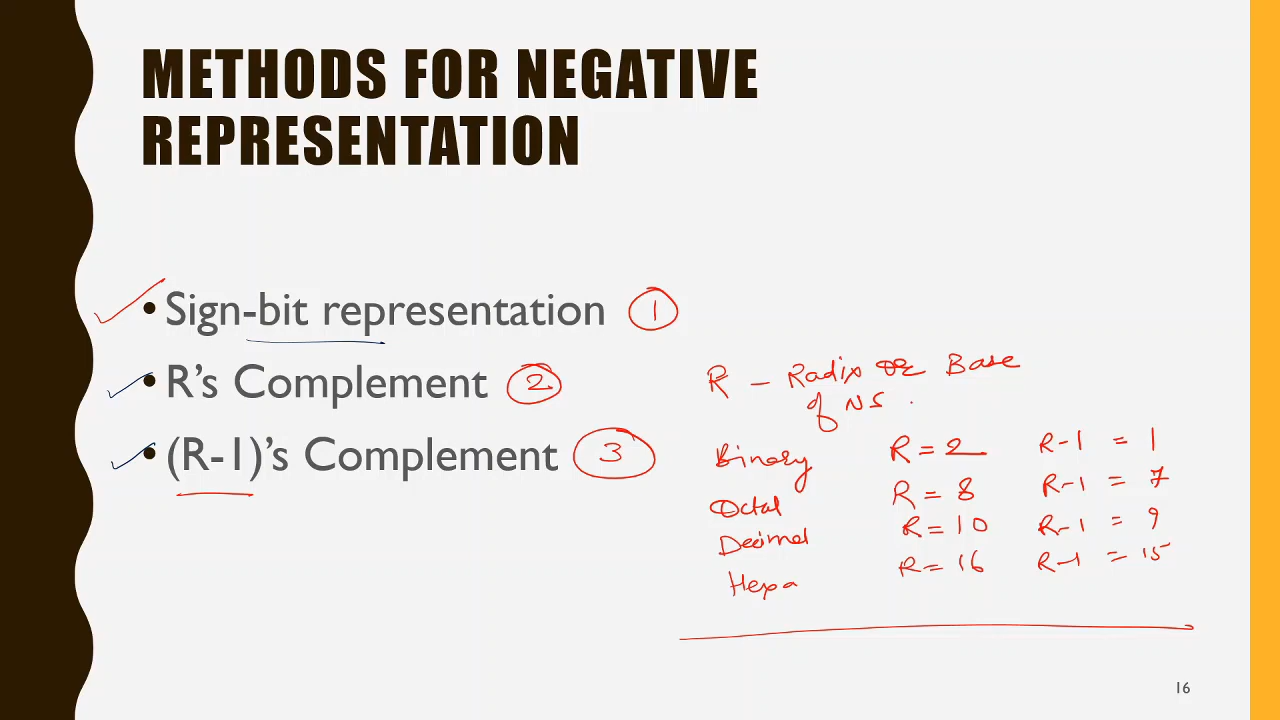 METHODS FOR NEGATIVE
REPRESENTATION
• Sign-bit representation 1
• R's Complement 2
• (R-1)'s Complement 3
R - Radix OR Base
of NS.
Binary R = 2 R-1 = 1
Octal R = 8 R-1 = 7
Decimal R = 10 R-1 = 9
Hexa R = 16 R-1 = 15
16